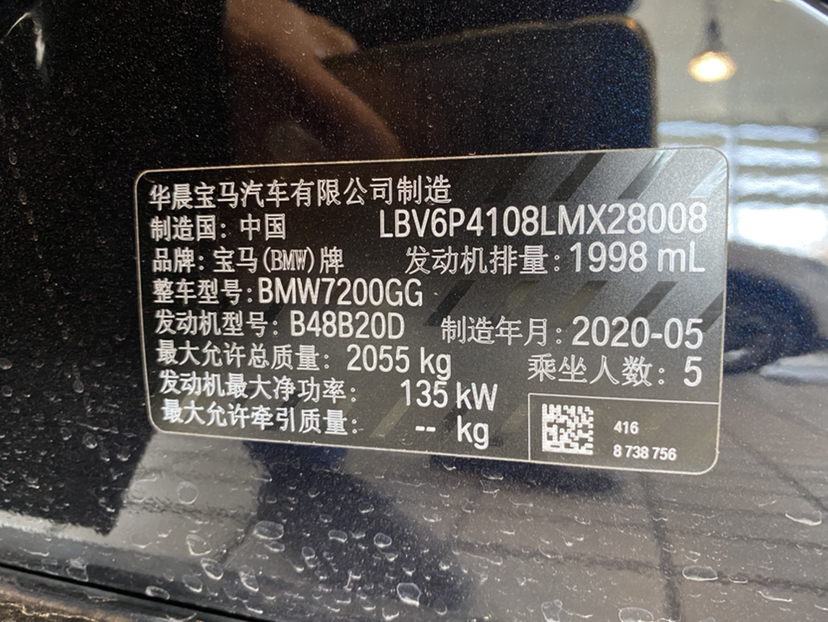 华晨宝马汽车有限公司制造
制造国: 中国 LBV6P4108LMX28008
品牌: 宝马(BMW)牌 发动机排量: 1998 mL
整车型号: BMW7200GG
发动机型号: B48B20D 制造年月: 2020-05
最大允许总质量: 2055 kg 乘坐人数: 5
发动机最大净功率: 135 kW
最大允许牵引质量: -- kg
416
8 738 756